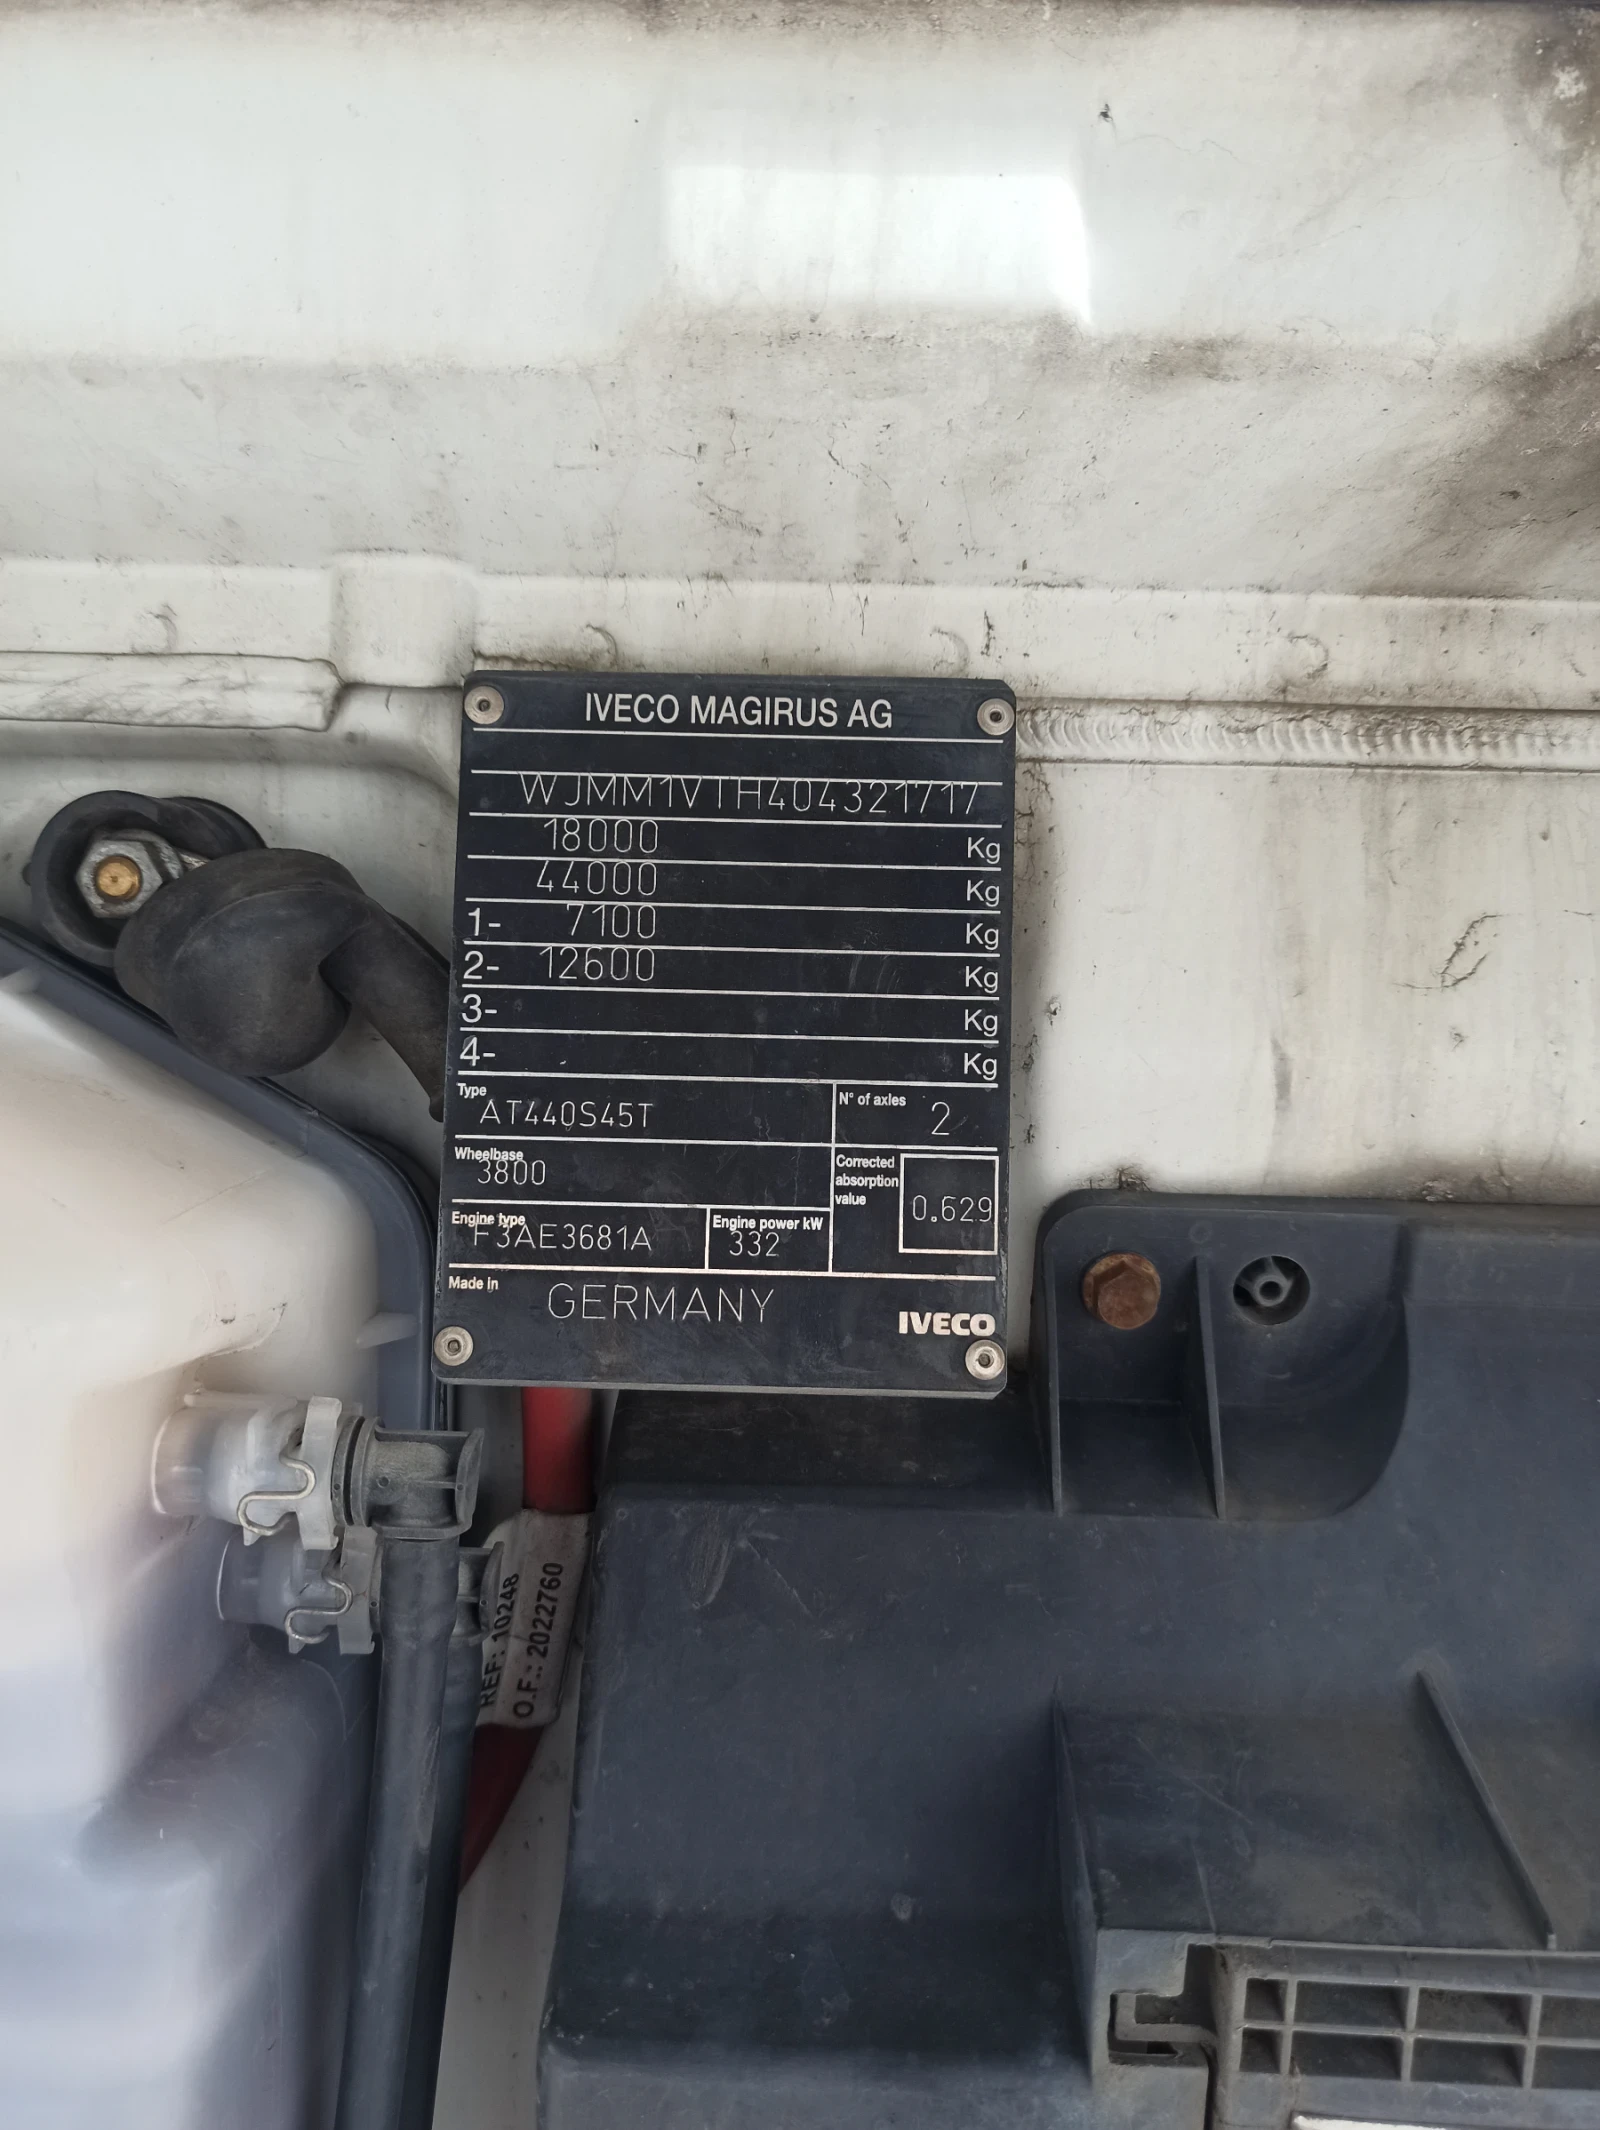 IVECO MAGIRUS AG
WJMM1VTH404321717
18000 Kg
44000 Kg
1- 7100 Kg
2- 12600 Kg
3- Kg
4- Kg
Type
AT440S45T
N° of axles 2
Wheelbase
3800
Corrected
absorption
value
0.629
Engine type
F3AE3681A
Engine power kW
332
Made in
GERMANY
IVECO
REF: 10248
O.F.: 2022760